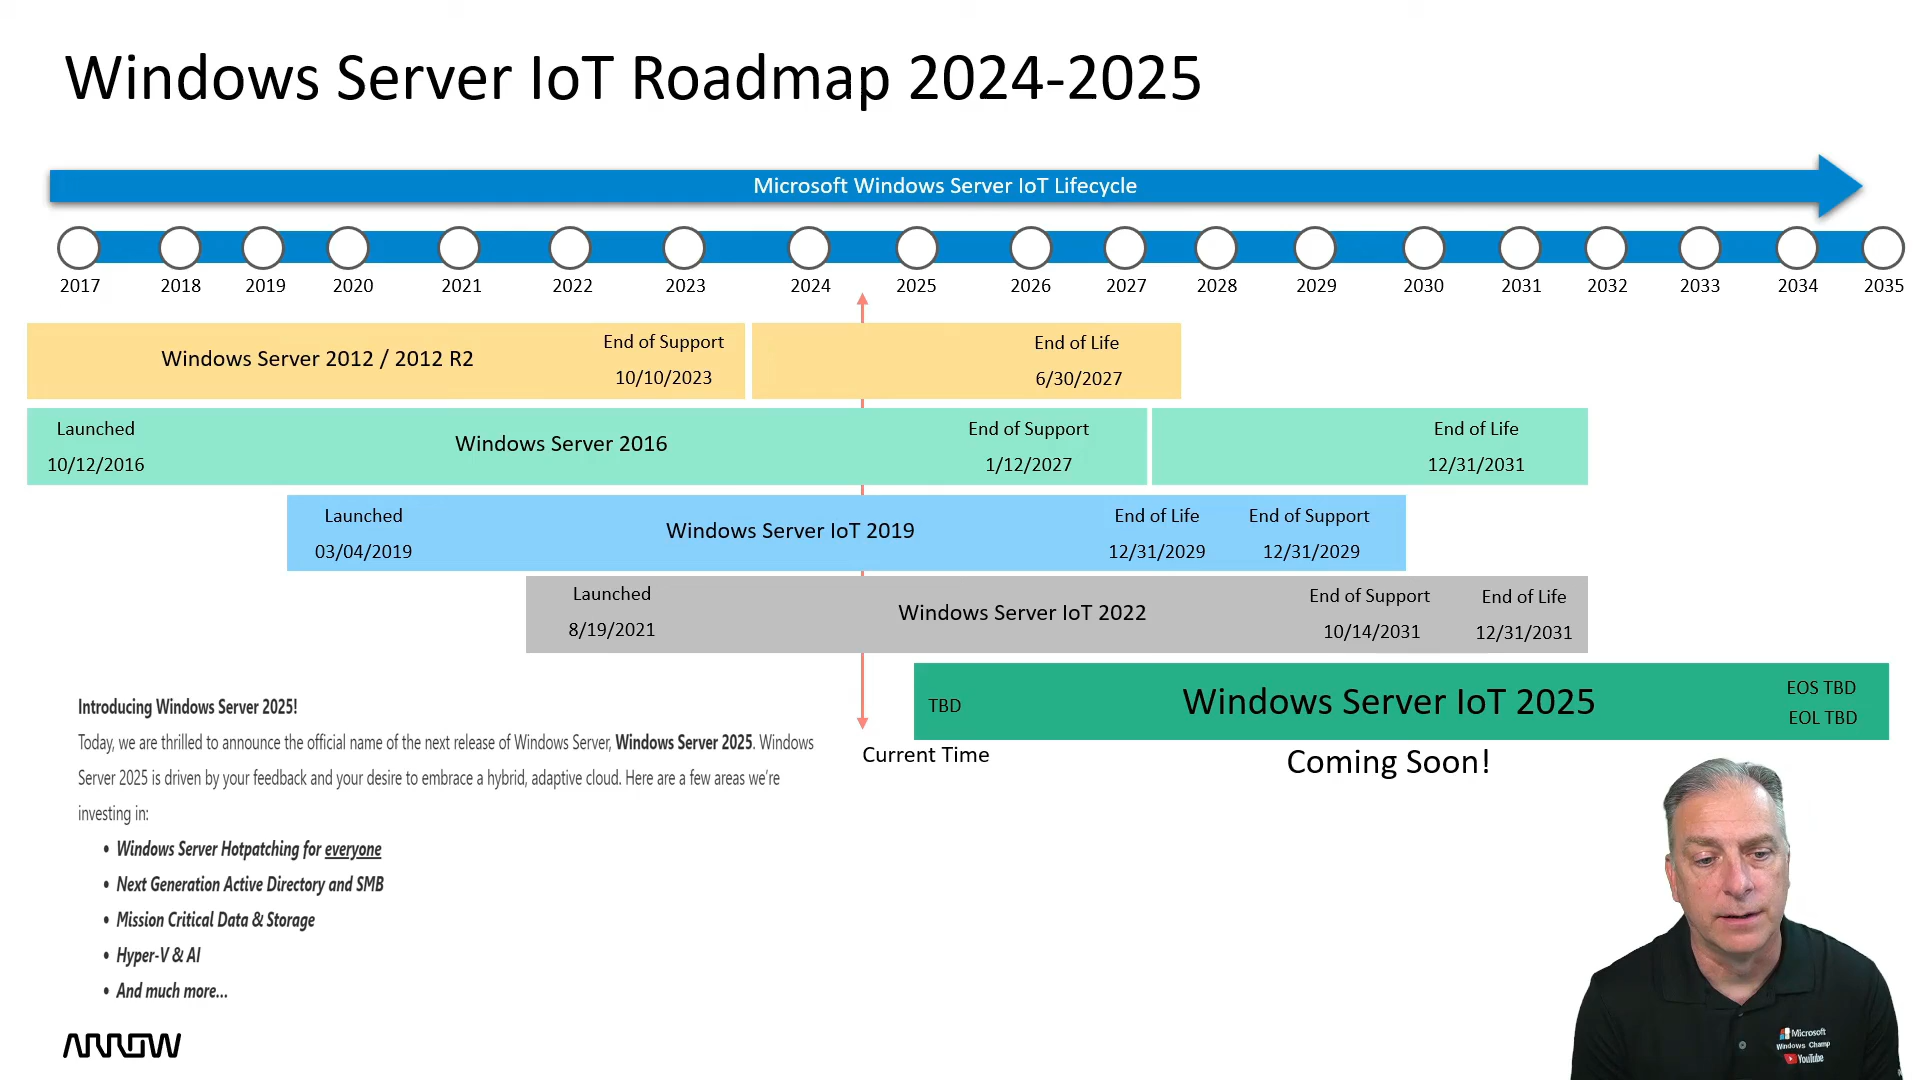 Windows Server IoT Roadmap 2024-2025
Microsoft Windows Server IoT Lifecycle
2017 2018 2019 2020 2021 2022 2023 2024 2025 2026 2027 2028 2029 2030 2031 2032 2033 2034 2035
Windows Server 2012 / 2012 R2
End of Support
10/10/2023
End of Life
6/30/2027
Launched
10/12/2016
Windows Server 2016
End of Support
1/12/2027
End of Life
12/31/2031
Launched
03/04/2019
Windows Server IoT 2019
End of Life
12/31/2029
End of Support
12/31/2029
Launched
8/19/2021
Windows Server IoT 2022
End of Support
10/14/2031
End of Life
12/31/2031
TBD
Windows Server IoT 2025
EOS TBD
EOL TBD
Current Time
Coming Soon!
Introducing Windows Server 2025!
Today, we are thrilled to announce the official name of the next release of Windows Server, Windows Server 2025. Windows
Server 2025 is driven by your feedback and your desire to embrace a hybrid, adaptive cloud. Here are a few areas we're
investing in:
• Windows Server Hotpatching for everyone
• Next Generation Active Directory and SMB
• Mission Critical Data & Storage
• Hyper-V & AI
• And much more...
ARROW
Microsoft
Windows Champ
YouTube